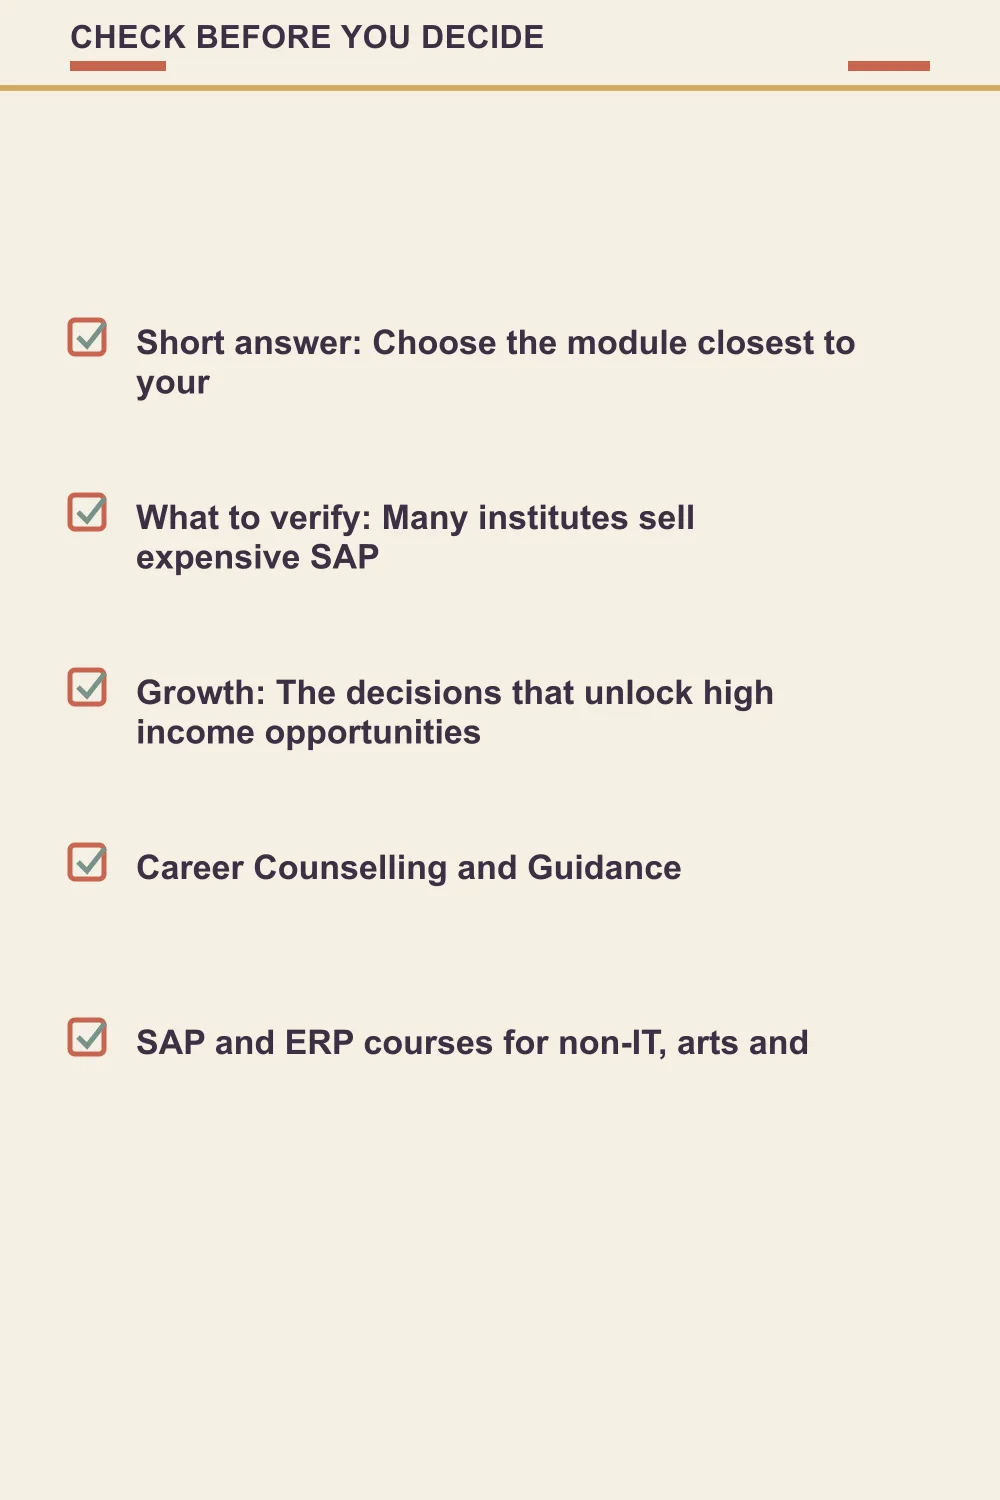 CHECK BEFORE YOU DECIDE
Short answer: Choose the module closest to
your
What to verify: Many institutes sell
expensive SAP
Growth: The decisions that unlock high
income opportunities
Career Counselling and Guidance
SAP and ERP courses for non-IT, arts and